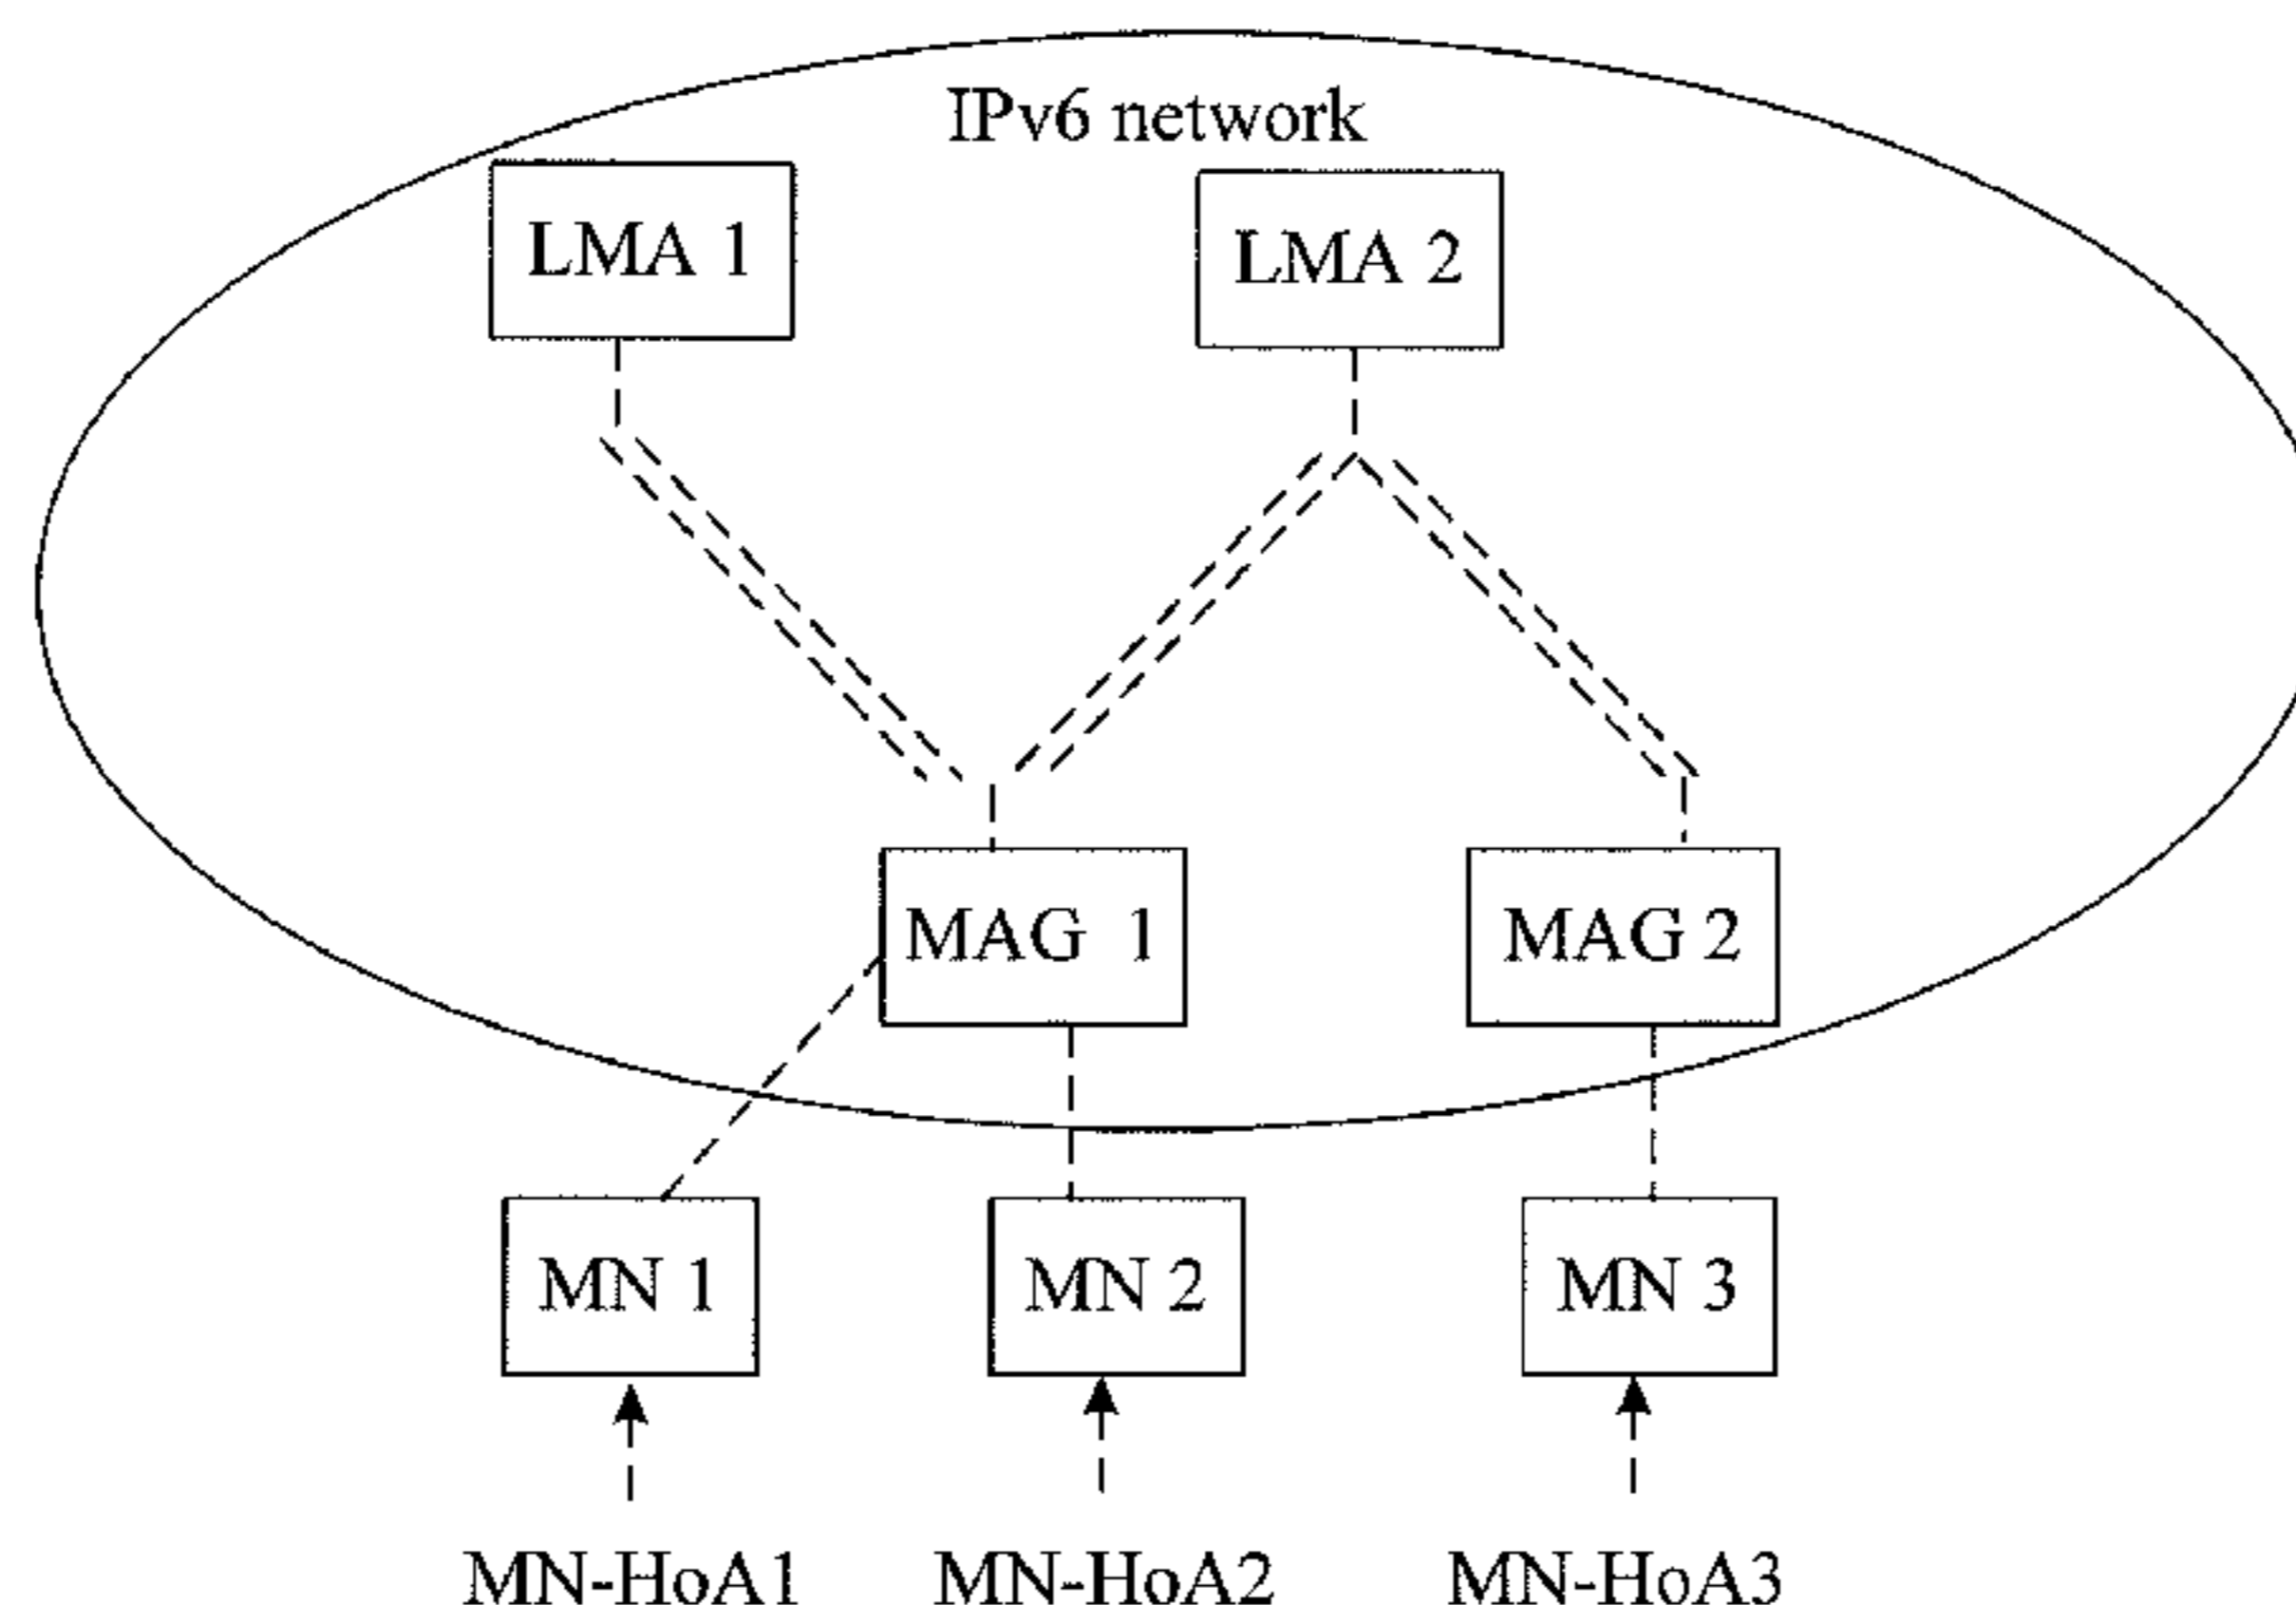 IPv6 network
LMA 1
LMA 2
MAG 1
MAG 2
MN 1
MN 2
MN 3
MN-HoA1
MN-HoA2
MN-HoA3